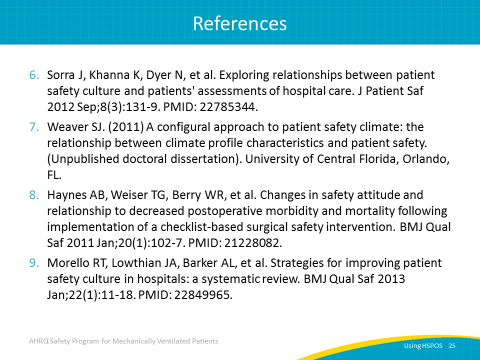 References
6. Sorra J, Khanna K, Dyer N, et al. Exploring relationships between patient
safety culture and patients' assessments of hospital care. J Patient Saf
2012 Sep;8(3):131-9. PMID: 22785344.
7. Weaver SJ. (2011) A configural approach to patient safety climate: the
relationship between climate profile characteristics and patient safety.
(Unpublished doctoral dissertation). University of Central Florida, Orlando,
FL.
8. Haynes AB, Weiser TG, Berry WR, et al. Changes in safety attitude and
relationship to decreased postoperative morbidity and mortality following
implementation of a checklist-based surgical safety intervention. BMJ Qual
Saf 2011 Jan;20(1):102-7. PMID: 21228082.
9. Morello RT, Lowthian JA, Barker AL, et al. Strategies for improving patient
safety culture in hospitals: a systematic review. BMJ Qual Saf 2013
Jan;22(1):11-18. PMID: 22849965.
AHRQ Safety Program for Mechanically Ventilated Patients
Using HSPOS 25